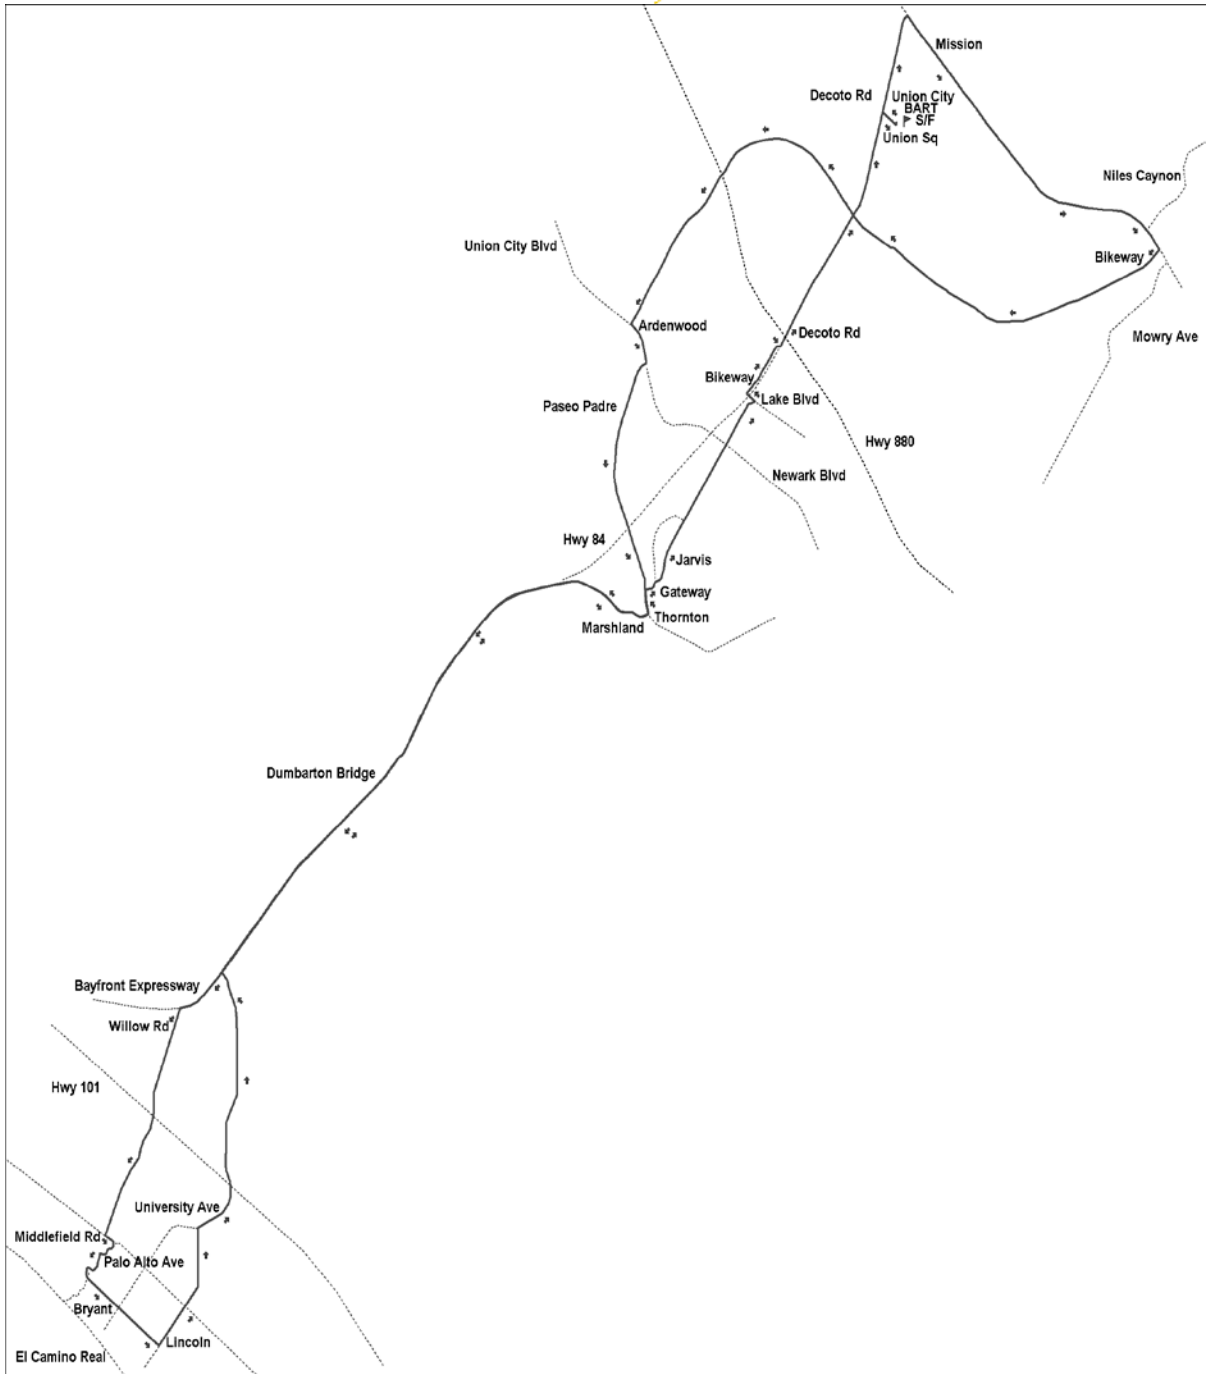 Mission
Decoto Rd
Union City
BART
S/F
Union Sq
Niles Caynon
Union City Blvd
Bikeway
Ardenwood
Decoto Rd
Mowry Ave
Bikeway
Lake Blvd
Paseo Padre
Hwy 880
Newark Blvd
Hwy 84
Jarvis
Gateway
Thornton
Marshland
Dumbarton Bridge
Bayfront Expressway
Willow Rd
Hwy 101
University Ave
Middlefield Rd
Palo Alto Ave
Bryant
Lincoln
El Camino Real